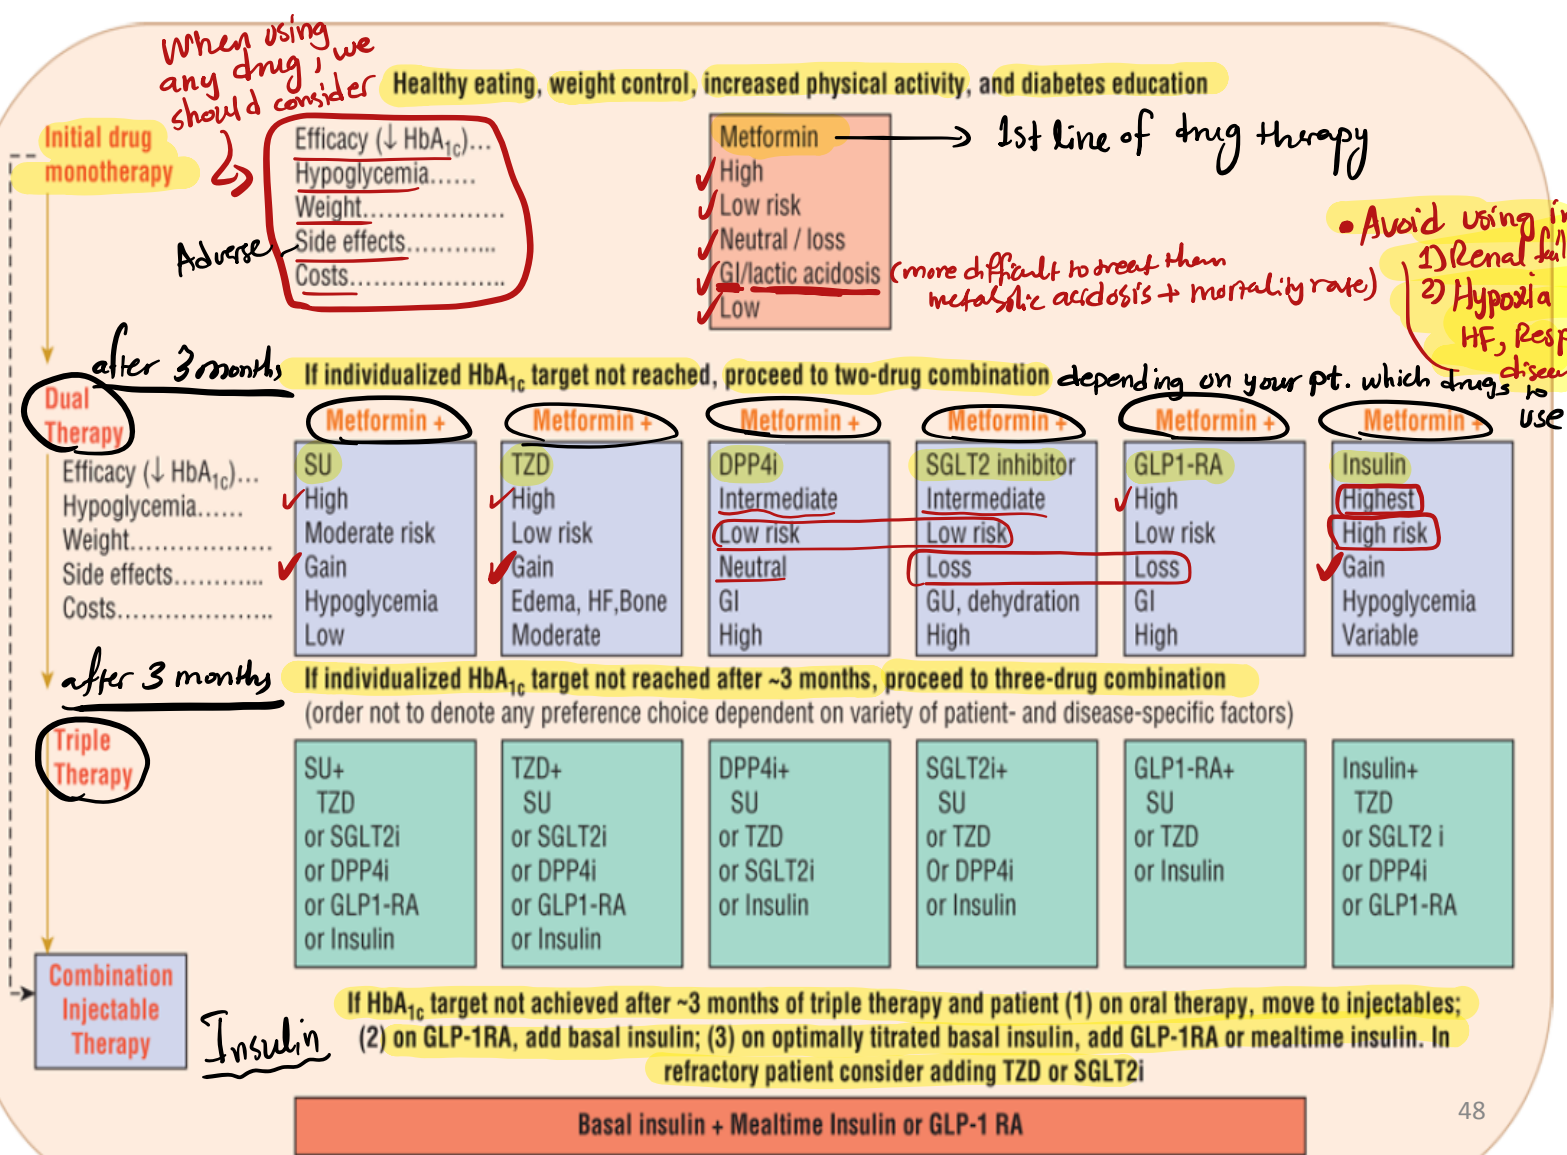 When using
any drug, we
should consider
Healthy eating, weight control, increased physical activity, and diabetes education
Initial drug
monotherapy
Efficacy (↓ HbA1c)...
Hypoglycemia......
Weight..................
Side effects...........
Costs....................
Adverse
Metformin
High
Low risk
Neutral / loss
GI/lactic acidosis
Low
1st line of drug therapy
(more difficult to treat them
metabolic acidosis → mortality rate)
• Avoid using
1) Renal
2) Hypoxia
HF, Resp
after 3 months
If individualized HbA1c target not reached, proceed to two-drug combination
depending on your pt. which drugs to
use
Dual
Therapy
Efficacy (↓ HbA1c)...
Hypoglycemia......
Weight..................
Side effects...........
Costs....................
Metformin +
SU
High
Moderate risk
Gain
Hypoglycemia
Low
Metformin +
TZD
High
Low risk
Gain
Edema, HF,Bone
Moderate
Metformin +
DPP4i
Intermediate
Low risk
Neutral
GI
High
Metformin +
SGLT2 inhibitor
Intermediate
Low risk
Loss
GU, dehydration
High
Metformin +
GLP1-RA
High
Low risk
Loss
GI
High
Metformin +
Insulin
Highest
High risk
Gain
Hypoglycemia
Variable
after 3 months
If individualized HbA1c target not reached after ~3 months, proceed to three-drug combination
(order not to denote any preference choice dependent on variety of patient- and disease-specific factors)
Triple
Therapy
SU+
TZD
or SGLT2i
or DPP4i
or GLP1-RA
or Insulin
TZD+
SU
or SGLT2i
or DPP4i
or GLP1-RA
or Insulin
DPP4i+
SU
or TZD
or SGLT2i
or Insulin
SGLT2i+
SU
or TZD
Or DPP4i
or Insulin
GLP1-RA+
SU
or TZD
or Insulin
Insulin+
TZD
or SGLT2 i
or DPP4i
or GLP1-RA
Combination
Injectable
Therapy
Insulin
If HbA1c target not achieved after ~3 months of triple therapy and patient (1) on oral therapy, move to injectables;
(2) on GLP-1RA, add basal insulin; (3) on optimally titrated basal insulin, add GLP-1RA or mealtime insulin. In
refractory patient consider adding TZD or SGLT2i
Basal insulin + Mealtime Insulin or GLP-1 RA
48